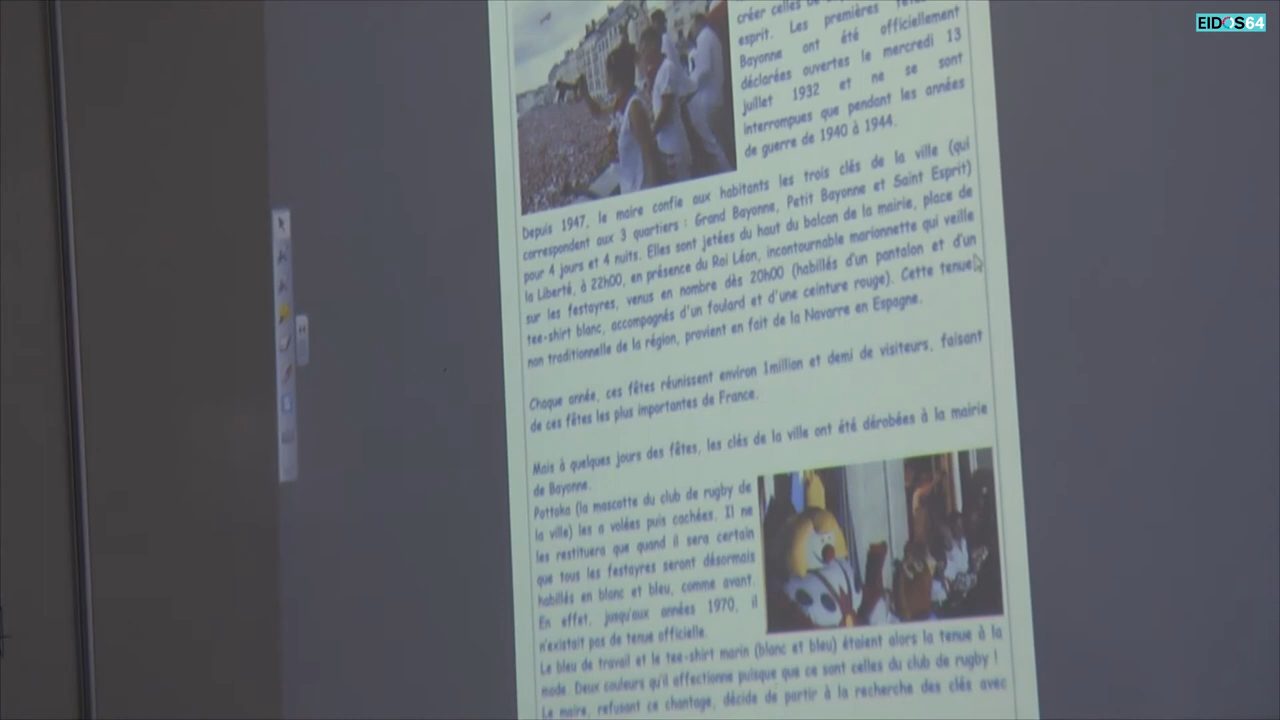 EIDOS64
créer celles de
esprit. Les premières fêtes
Bayonne ont été officiellement
déclarées ouvertes le mercredi 13
juillet 1932 et ne se sont
interrompues que pendant les années
de guerre de 1940 à 1944.
Depuis 1947, le maire confie aux habitants les trois clés de la ville (qui
correspondent aux 3 quartiers : Grand Bayonne, Petit Bayonne et Saint Esprit)
pour 4 jours et 4 nuits. Elles sont jetées du haut du balcon de la mairie, place de
la Liberté, à 22h00, en présence du Roi Léon, incontournable marionnette qui veille
sur les festayres, venus en nombre dès 20h00 (habillés d'un pantalon et d'un
tee-shirt blanc, accompagnés d'un foulard et d'une ceinture rouge). Cette tenue,
non traditionnelle de la région, provient en fait de la Navarre en Espagne.
Chaque année, ces fêtes réunissent environ 1million et demi de visiteurs, faisant
de ces fêtes les plus importantes de France.
Mais à quelques jours des fêtes, les clés de la ville ont été dérobées à la mairie
de Bayonne.
Pottoka (la mascotte du club de rugby de
la ville) les a volées puis cachées. Il ne
les restituera que quand il sera certain
que tous les festayres seront désormais
habillés en blanc et bleu, comme avant.
En effet, jusqu'aux années 1970, il
n'existait pas de tenue officielle.
Le bleu de travail et le tee-shirt marin (blanc et bleu) étaient alors la tenue à la
mode. Deux couleurs qu'il affectionne puisque que ce sont celles du club de rugby !
Le maire, refusant ce chantage, décide de partir à la recherche des clés avec